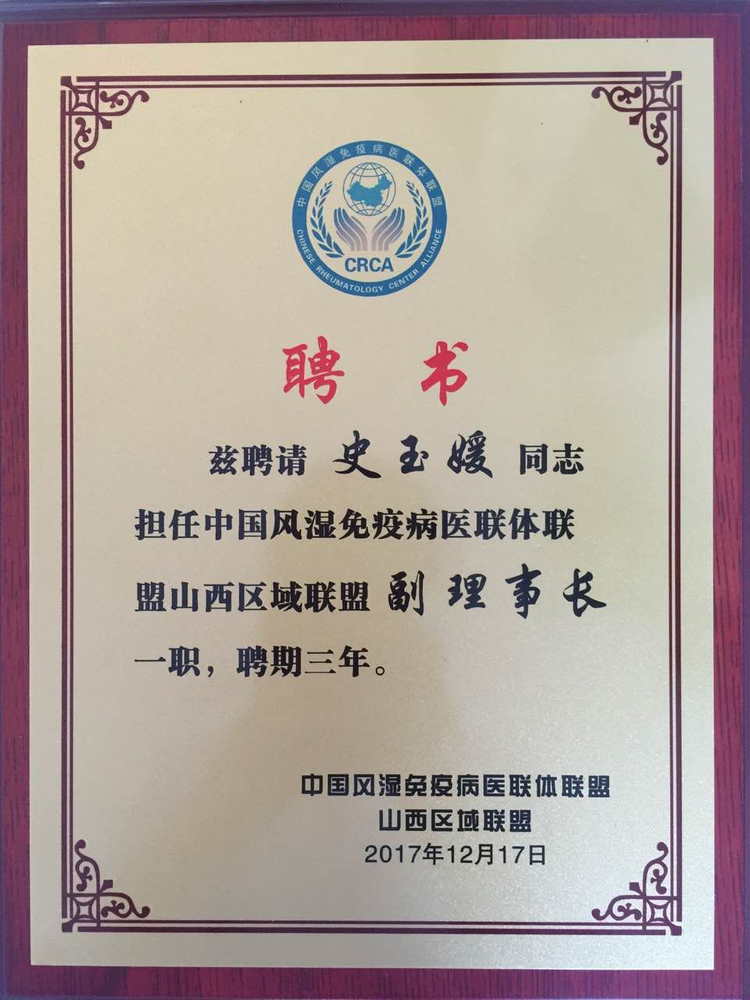 中国风湿免疫病医联体联盟
CRCA
CHINESE RHEUMATOLOGY CENTER ALLIANCE
聘 书
兹聘请 史玉媛 同志
担任中国风湿免疫病医联体联
盟山西区域联盟 副理事长
一职，聘期三年。
中国风湿免疫病医联体联盟
山西区域联盟
2017年12月17日